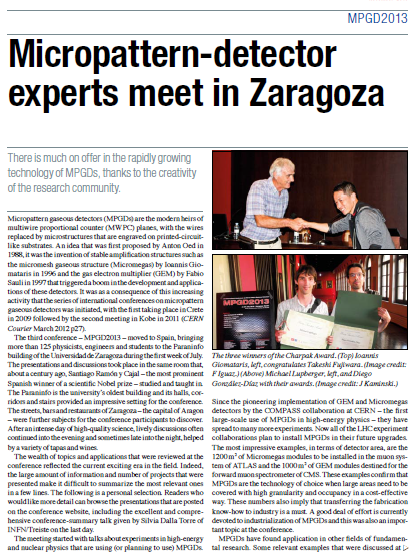 MPGD2013
Micropattern-detector
experts meet in Zaragoza
There is much on offer in the rapidly growing
technology of MPGDs, thanks to the creativity
of the research community.
Micropattern gaseous detectors (MPGDs) are the modern heirs of
multiwire proportional counter (MWPC) planes, with the wires
replaced by microstructures that are engraved on printed-circuit-
like substrates. An idea that was first proposed by Anton Oed in
1988, it was the invention of stable amplification structures such as
the micromesh gaseous structure (Micromegas) by Ioannis Gio-
mataris in 1996 and the gas electron multiplier (GEM) by Fabio
Sauli in 1997 that triggered a boom in the development and applica-
tions of these detectors. It was as a consequence of this increasing
activity that the series of international conferences on micropattern
gaseous detectors was initiated, with the first taking place in Crete
in 2009 followed by the second meeting in Kobe in 2011 (CERN
Courier March 2012 p27).
The third conference – MPGD2013 – moved to Spain, bringing
more than 125 physicists, engineers and students to the Paraninfo
building of the Universidad de Zaragoza during the first week of July.
The presentations and discussions took place in the same room that,
about a century ago, Santiago Ramón y Cajal – the most prominent
Spanish winner of a scientific Nobel prize – studied and taught in.
The Paraninfo is the university's oldest building and its halls, cor-
ridors and stairs provided an impressive setting for the conference.
The streets, bars and restaurants of Zaragoza – the capital of Aragon
– were further subjects for the conference participants to discover.
After an intense day of high-quality science, lively discussions often
continued into the evening and sometimes late into the night, helped
by a variety of tapas and wines.
The wealth of topics and applications that were reviewed at the
conference reflected the current exciting era in the field. Indeed,
the large amount of information and number of projects that were
presented make it difficult to summarize the most relevant ones
in a few lines. The following is a personal selection. Readers who
would like more detail can browse the presentations that are posted
on the conference website, including the excellent and compre-
hensive conference-summary talk given by Silvia Dalla Torre of
INFN/Trieste on the last day.
The meeting started with talks about experiments in high-energy
and nuclear physics that are using (or planning to use) MPGDs.
MPGD2013
The three winners of the Charpak Award. (Top) Ioannis
Giomataris, left, congratulates Takeshi Fujiwara. (Image credit:
F Iguaz.) (Above) Michael Lupberger, left, and Diego
González-Díaz with their awards. (Image credit: J Kaminski.)
Since the pioneering implementation of GEM and Micromegas
detectors by the COMPASS collaboration at CERN – the first
large-scale use of MPGDs in high-energy physics – they have
spread to many more experiments. Now all of the LHC experiment
collaborations plan to install MPGDs in their future upgrades.
The most impressive examples, in terms of detector area, are the
1200 m² of Micromegas modules to be installed in the muon sys-
tem of ATLAS and the 1000 m² of GEM modules destined for the
forward muon spectrometer of CMS. These examples confirm that
MPGDs are the technology of choice when large areas need to be
covered with high granularity and occupancy in a cost-effective
way. These numbers also imply that transferring the fabrication
know-how to industry is a must. A good deal of effort is currently
devoted to industrialization of MPGDs and this was also an impor-
tant topic at the conference.
MPGDs have found application in other fields of fundamen-
tal research. Some relevant examples that were discussed at the